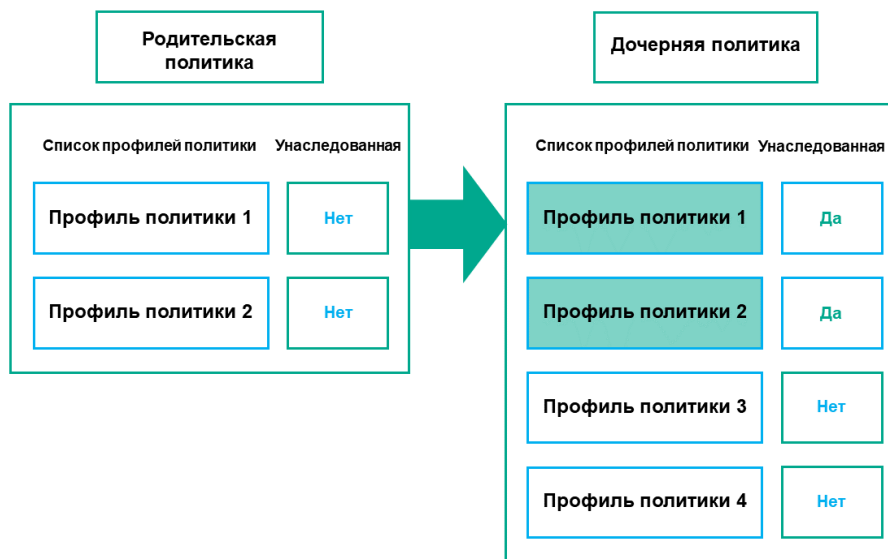 Родительская
политика
Дочерняя политика
Список профилей политики Унаследованная
Профиль политики 1 Нет
Профиль политики 2 Нет
Список профилей политики Унаследованная
Профиль политики 1 Да
Профиль политики 2 Да
Профиль политики 3 Нет
Профиль политики 4 Нет